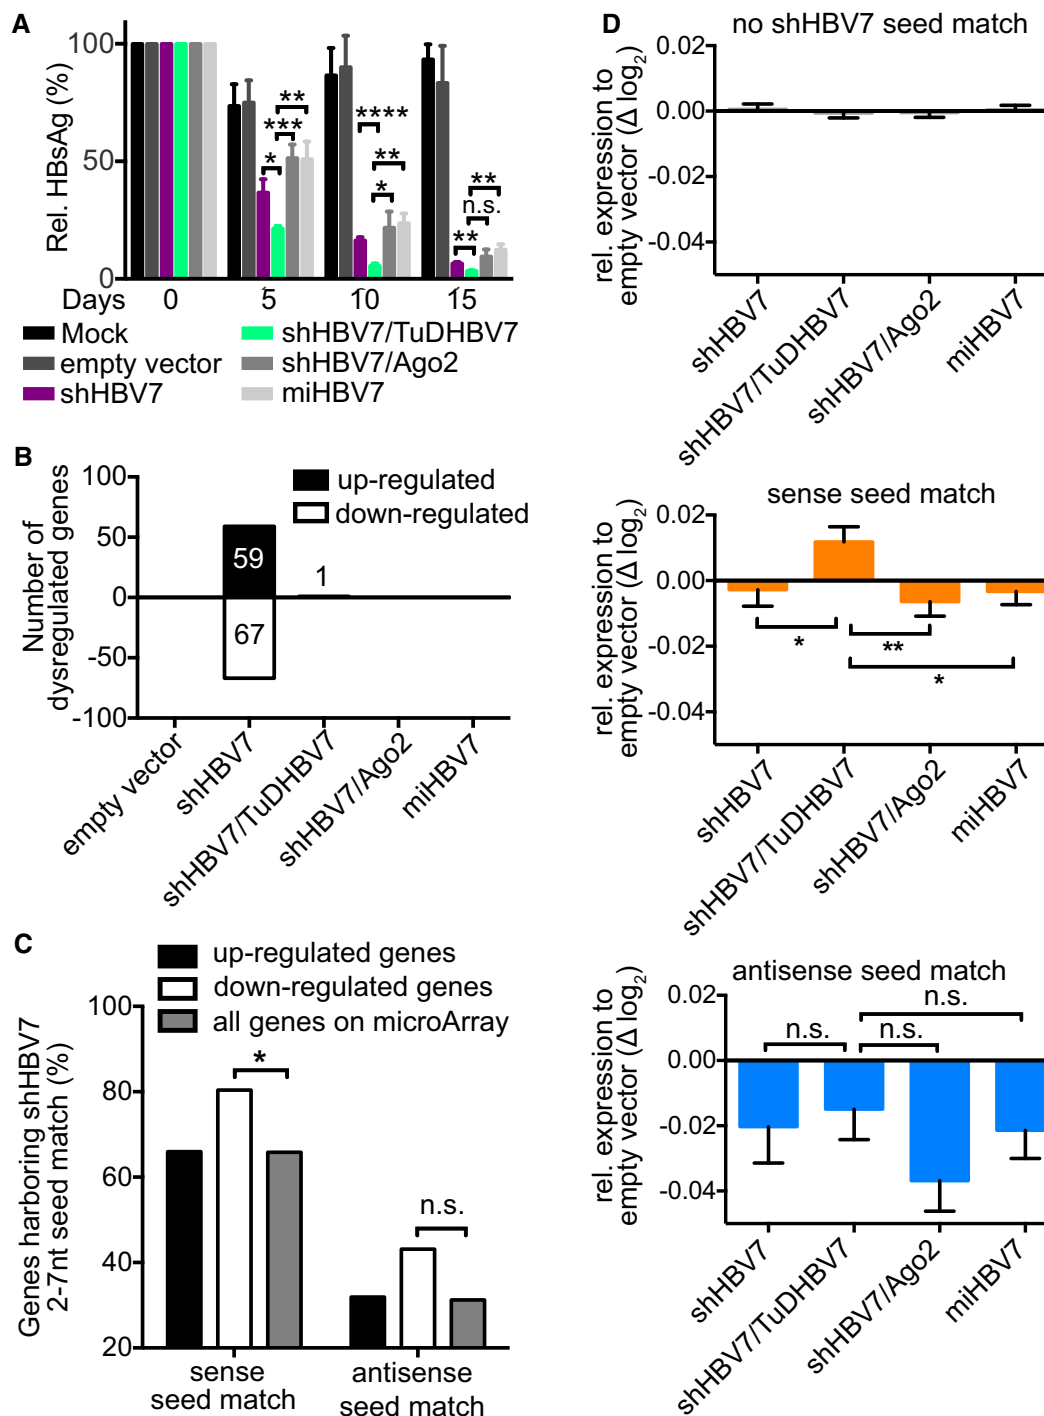 A
Rel. HBsAg (%)
100
50
0
**
***
*
****
**
*
**
n.s.
**
Days 0 5 10 15
Mock
empty vector
shHBV7
shHBV7/TuDHBV7
shHBV7/Ago2
miHBV7
B
Number of
dysregulated genes
100
50
0
-50
-100
up-regulated
down-regulated
59
67
1
empty vector
shHBV7
shHBV7/TuDHBV7
shHBV7/Ago2
miHBV7
C
up-regulated genes
down-regulated genes
all genes on microArray
Genes harboring shHBV7
2-7nt seed match (%)
100
80
60
40
20
*
n.s.
sense
seed match
antisense
seed match
D
no shHBV7 seed match
rel. expression to
empty vector (Δ log2)
0.02
0.00
-0.02
-0.04
shHBV7
shHBV7/TuDHBV7
shHBV7/Ago2
miHBV7
sense seed match
rel. expression to
empty vector (Δ log2)
0.02
0.00
-0.02
-0.04
*
**
*
shHBV7
shHBV7/TuDHBV7
shHBV7/Ago2
miHBV7
antisense seed match
rel. expression to
empty vector (Δ log2)
0.02
0.00
-0.02
-0.04
n.s.
n.s.
n.s.
shHBV7
shHBV7/TuDHBV7
shHBV7/Ago2
miHBV7